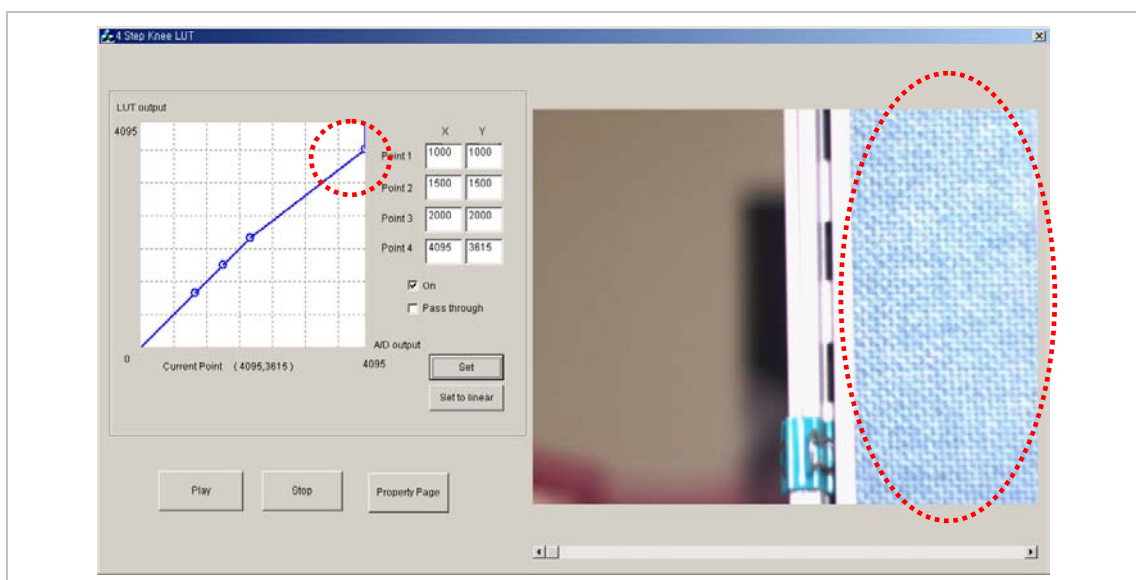 4 Step Knee LUT
LUT output
4095
X Y
Point 1 1000 1000
Point 2 1500 1500
Point 3 2000 2000
Point 4 4095 3615
On
Pass through
A/D output
0
Current Point (4095,3615)
4095
Set
Set to linear
Play
Stop
Property Page